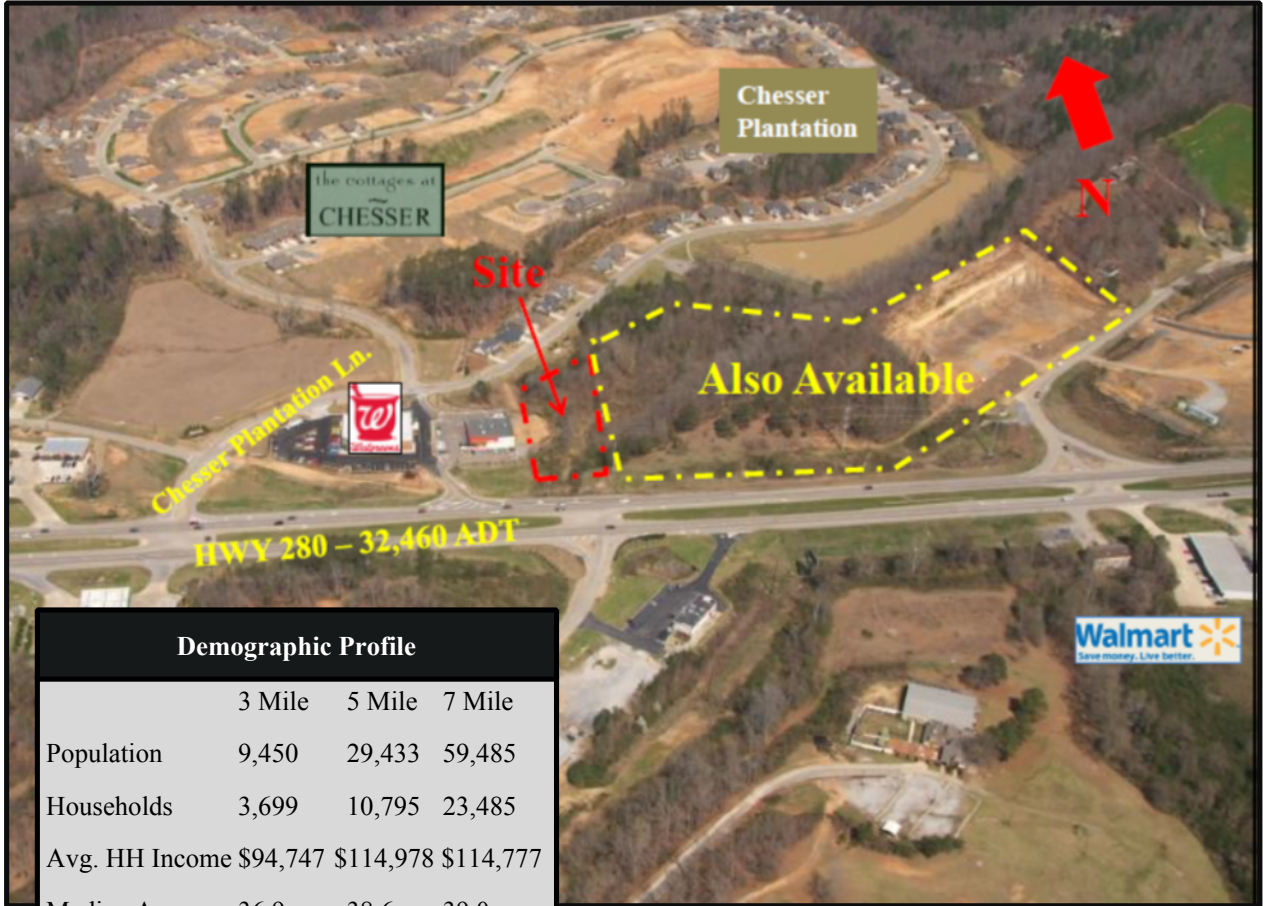 Chesser
Plantation
the cottages at
CHESSER
N
Site
Also Available
Chesser Plantation Ln.
W
Walgreens
HWY 280 – 32,460 ADT
Walmart
Save money. Live better.
Demographic Profile
3 Mile 5 Mile 7 Mile
Population 9,450 29,433 59,485
Households 3,699 10,795 23,485
Avg. HH Income $94,747 $114,978 $114,777